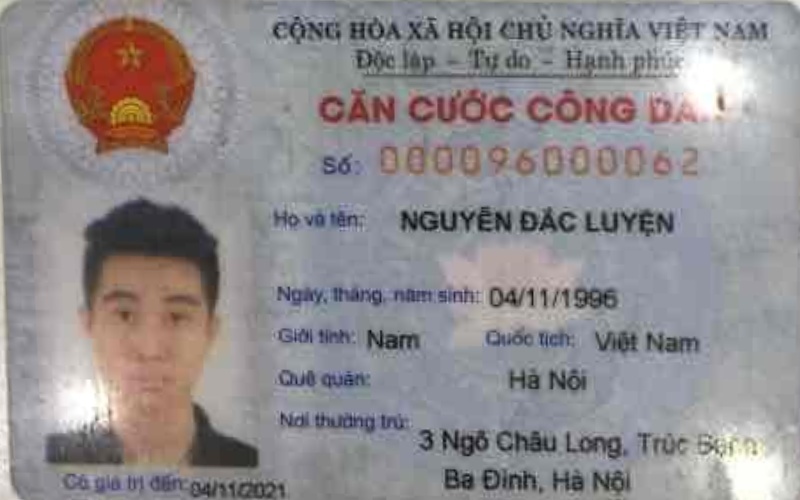 CỘNG HÒA XÃ HỘI CHỦ NGHĨA VIỆT NAM
Độc lập - Tự do - Hạnh phúc
CĂN CƯỚC CÔNG
Số: 000096000062
Họ và tên: NGUYỄN ĐẮC LUYỆN
Ngày, tháng, năm sinh: 04/11/1996
Giới tính: Nam Quốc tịch: Việt Nam
Quê quán: Hà Nội
Nơi thường trú: 3 Ngõ Châu Long, Trúc
Ba Đình, Hà Nội
Có giá trị đến: 04/11/2021